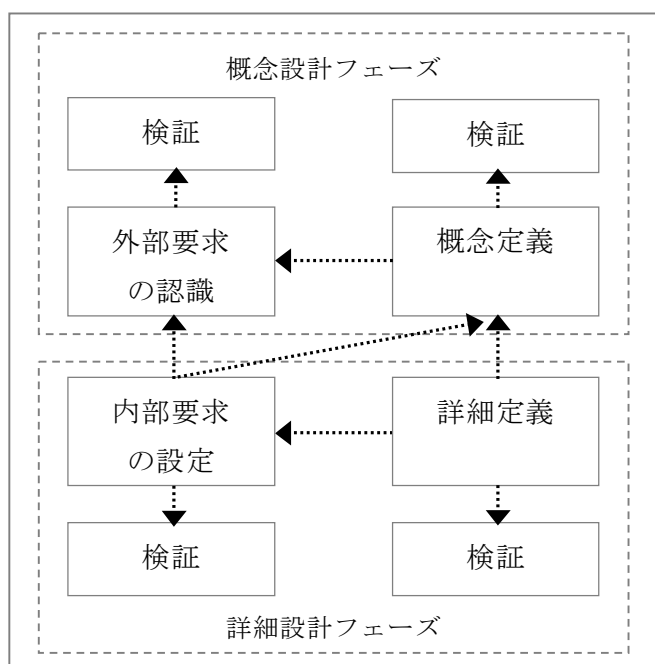 概念設計フェーズ
検証
検証
外部要求
の認識
概念定義
内部要求
の設定
詳細定義
検証
検証
詳細設計フェーズ